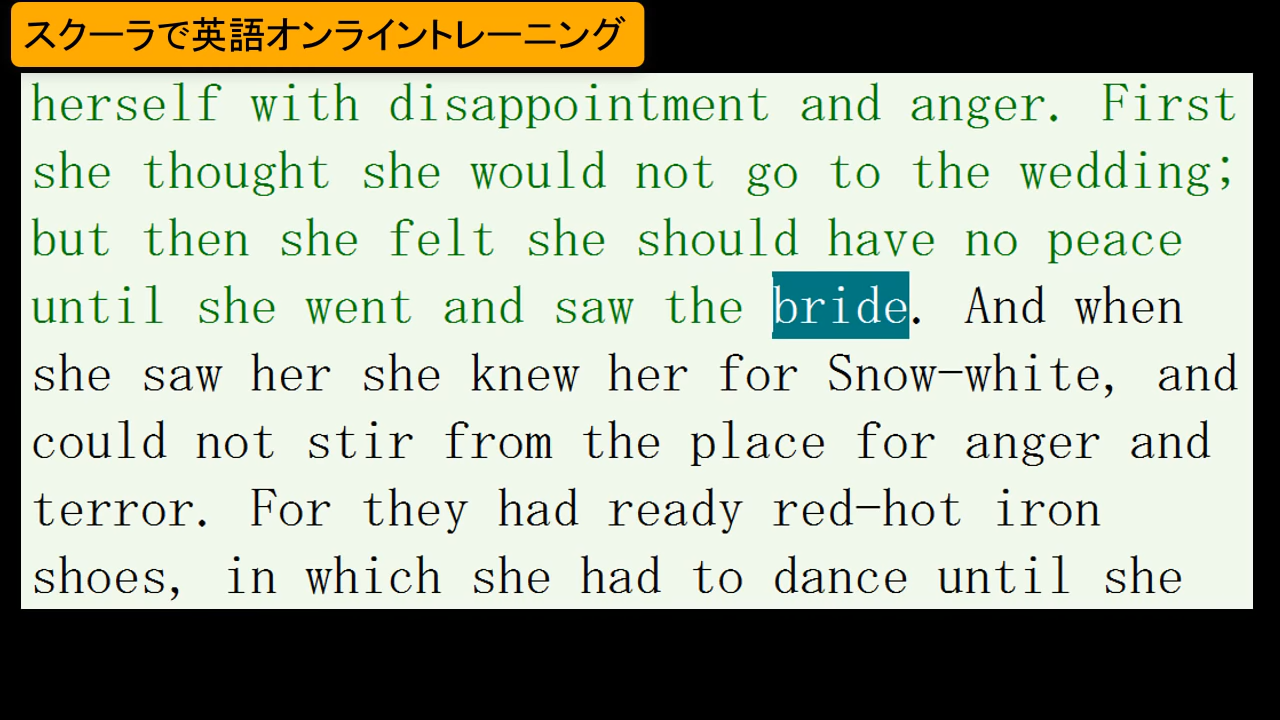 スクーラで英語オンライントレーニング
herself with disappointment and anger. First
she thought she would not go to the wedding;
but then she felt she should have no peace
until she went and saw the bride. And when
she saw her she knew her for Snow-white, and
could not stir from the place for anger and
terror. For they had ready red-hot iron
shoes, in which she had to dance until she